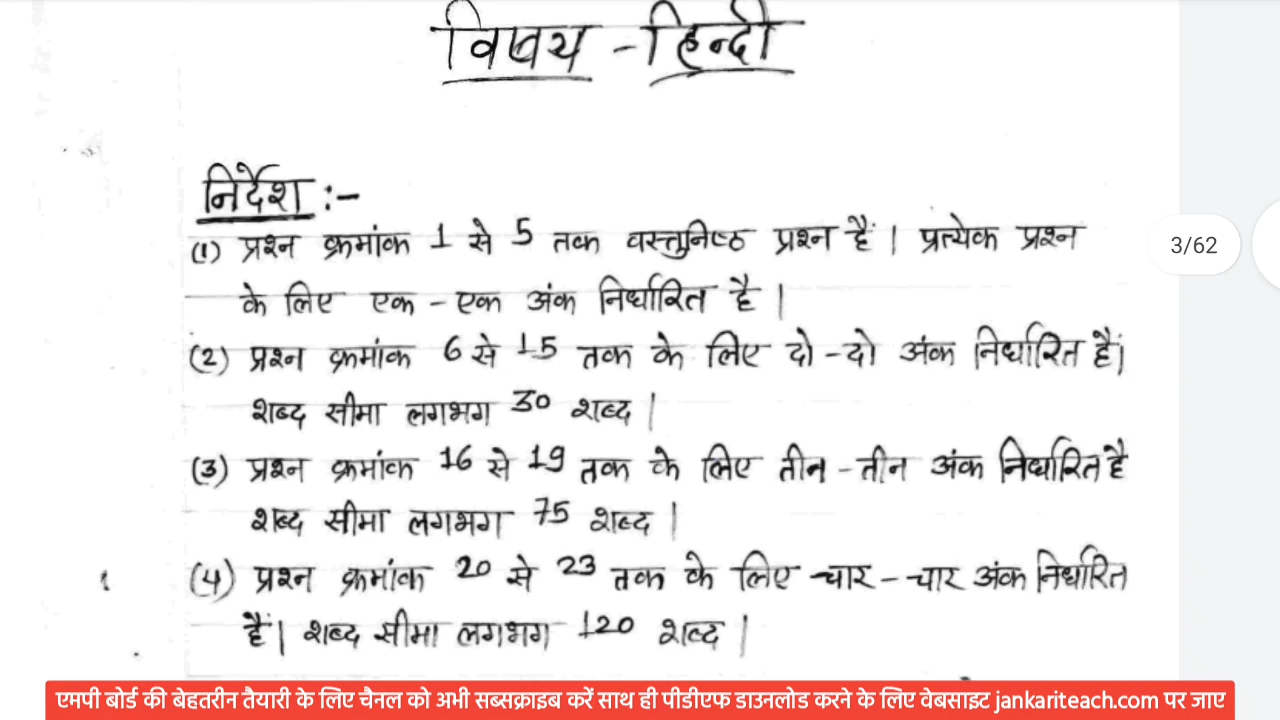 विषय - हिन्दी
निर्देश :-
(1) प्रश्न क्रमांक 1 से 5 तक वस्तुनिष्ठ प्रश्न हैं । प्रत्येक प्रश्न
के लिए एक - एक अंक निर्धारित है ।
3/62
(2) प्रश्न क्रमांक 6 से 15 तक के लिए दो - दो अंक निर्धारित हैं।
शब्द सीमा लगभग 30 शब्द ।
(3) प्रश्न क्रमांक 16 से 19 तक के लिए तीन - तीन अंक निर्धारित है
शब्द सीमा लगभग 75 शब्द ।
(4) प्रश्न क्रमांक 20 से 23 तक के लिए चार - चार अंक निर्धारित
हैं। शब्द सीमा लगभग 120 शब्द ।
एमपी बोर्ड की बेहतरीन तैयारी के लिए चैनल को अभी सब्सक्राइब करें साथ ही पीडीएफ डाउनलोड करने के लिए वेबसाइट jankariteach.com पर जाए